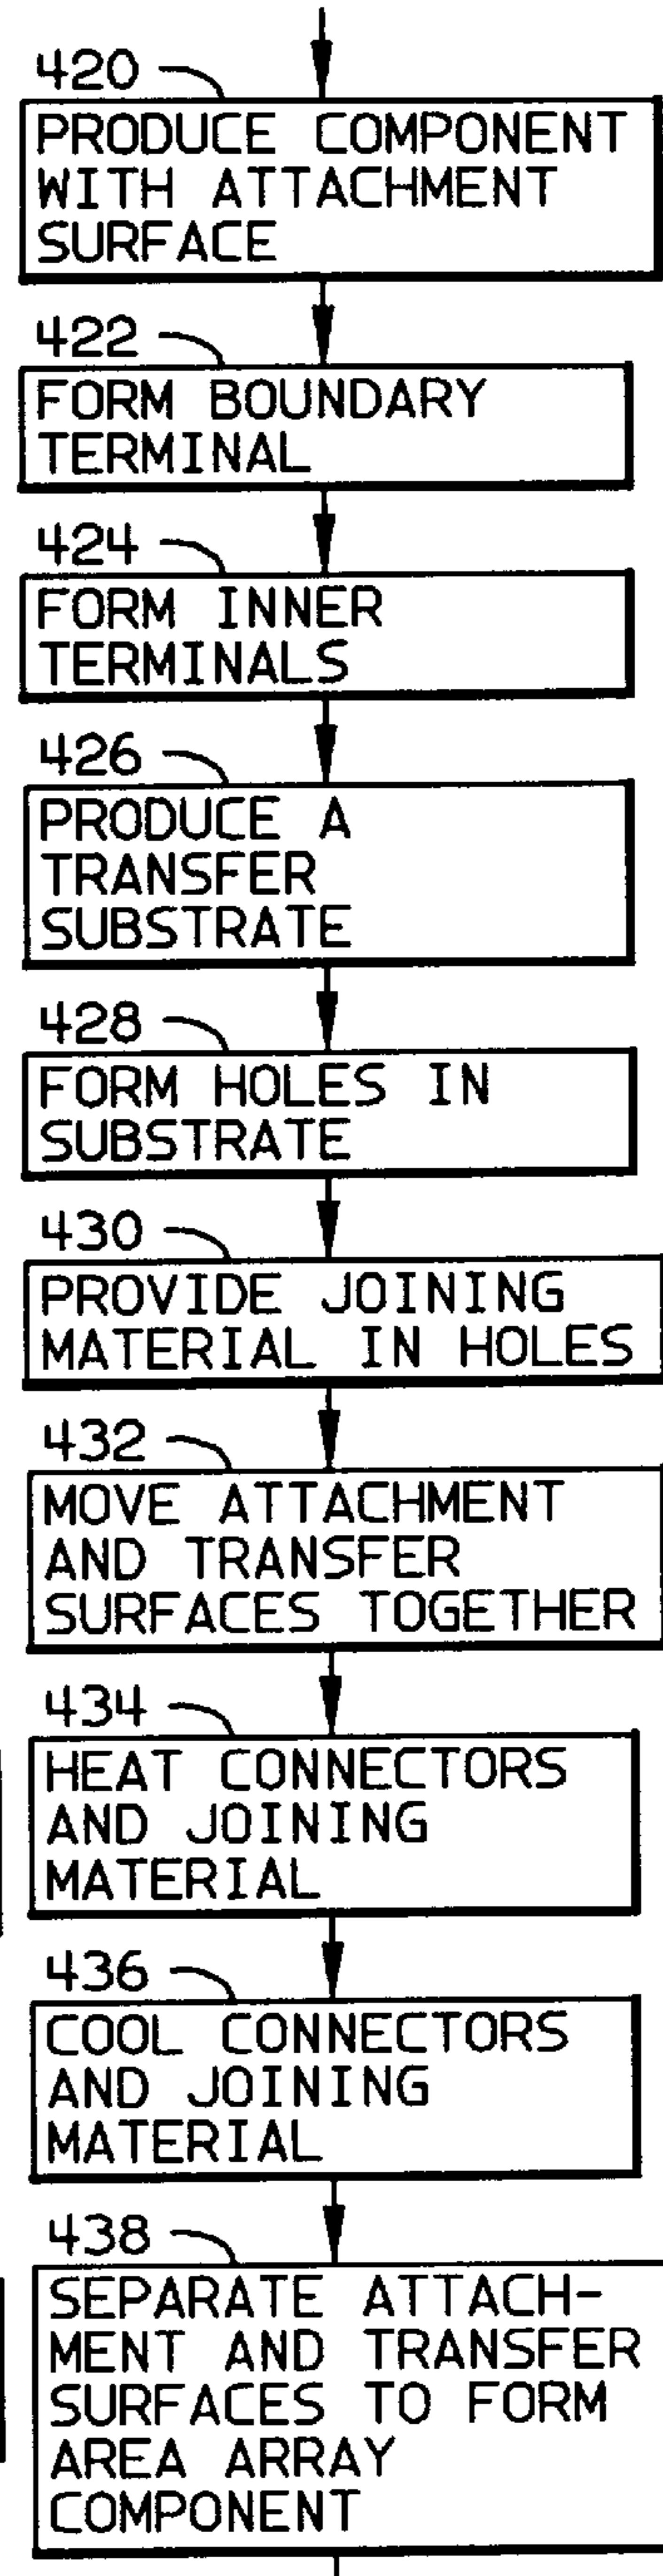 420
PRODUCE COMPONENT
WITH ATTACHMENT
SURFACE
422
FORM BOUNDARY
TERMINAL
424
FORM INNER
TERMINALS
426
PRODUCE A
TRANSFER
SUBSTRATE
428
FORM HOLES IN
SUBSTRATE
430
PROVIDE JOINING
MATERIAL IN HOLES
432
MOVE ATTACHMENT
AND TRANSFER
SURFACES TOGETHER
434
HEAT CONNECTORS
AND JOINING
MATERIAL
436
COOL CONNECTORS
AND JOINING
MATERIAL
438
SEPARATE ATTACH-
MENT AND TRANSFER
SURFACES TO FORM
AREA ARRAY
COMPONENT